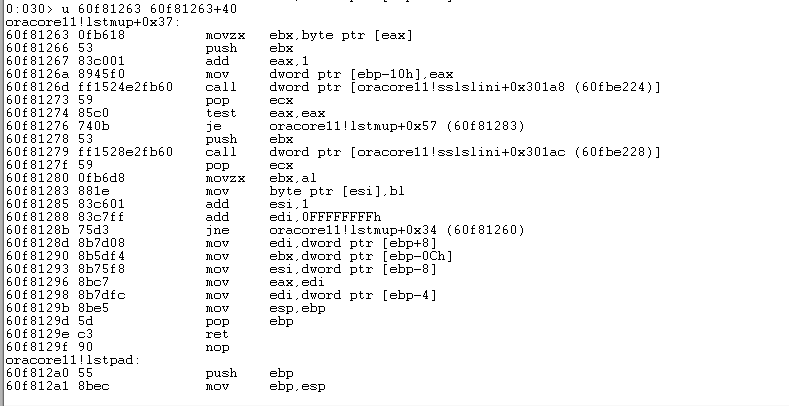 0:030> u 60f81263 60f81263+40
oracore11!lstmup+0x37:
60f81263 0fb618 movzx ebx,byte ptr [eax]
60f81266 53 push ebx
60f81267 83c001 add eax,1
60f8126a 8945f0 mov dword ptr [ebp-10h],eax
60f8126d ff1524e2fb60 call dword ptr [oracore11!sslslini+0x301a8 (60fbe224)]
60f81273 59 pop ecx
60f81274 85c0 test eax,eax
60f81276 740b je oracore11!lstmup+0x57 (60f81283)
60f81278 53 push ebx
60f81279 ff1528e2fb60 call dword ptr [oracore11!sslslini+0x301ac (60fbe228)]
60f8127f 59 pop ecx
60f81280 0fb6d8 movzx ebx,al
60f81283 881e mov byte ptr [esi],bl
60f81285 83c601 add esi,1
60f81288 83c7ff add edi,0FFFFFFFFh
60f8128b 75d3 jne oracore11!lstmup+0x34 (60f81260)
60f8128d 8b7d08 mov edi,dword ptr [ebp+8]
60f81290 8b5df4 mov ebx,dword ptr [ebp-0Ch]
60f81293 8b75f8 mov esi,dword ptr [ebp-8]
60f81296 8bc7 mov eax,edi
60f81298 8b7dfc mov edi,dword ptr [ebp-4]
60f8129b 8be5 mov esp,ebp
60f8129d 5d pop ebp
60f8129e c3 ret
60f8129f 90 nop
oracore11!lstpad:
60f812a0 55 push ebp
60f812a1 8bec mov ebp,esp